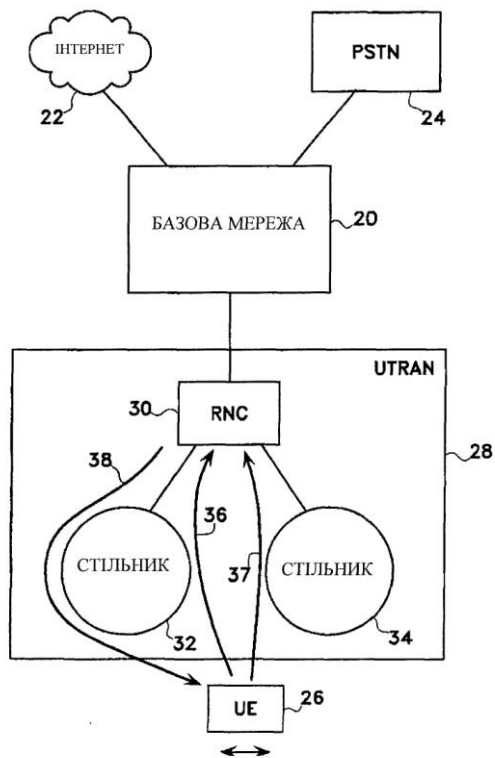 ІНТЕРНЕТ
22
PSTN
24
БАЗОВА МЕРЕЖА
20
UTRAN
30
RNC
28
38
36
37
СТІЛЬНИК
32
СТІЛЬНИК
34
UE
26